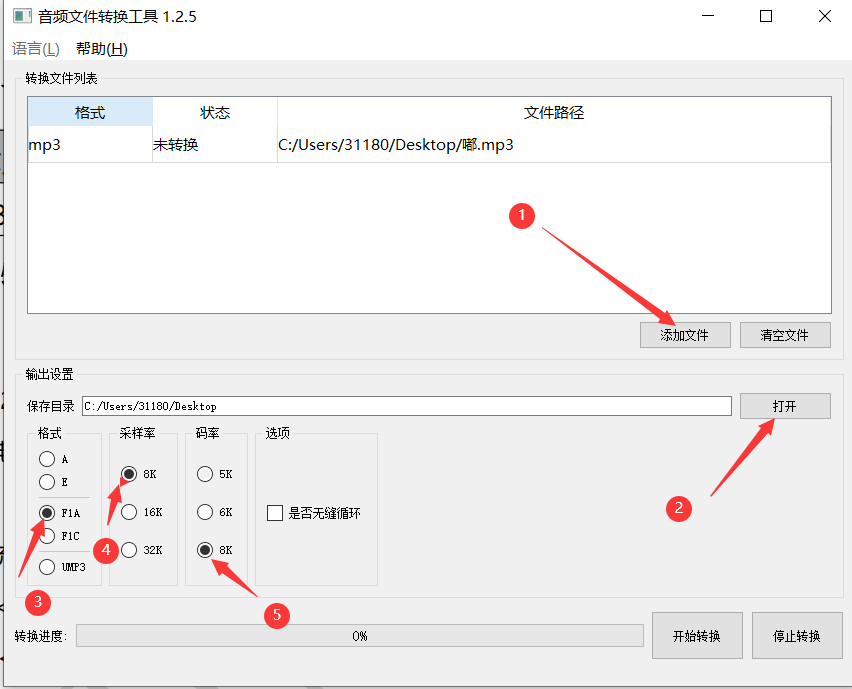 音频文件转换工具 1.2.5
语言(L) 帮助(H)
转换文件列表
格式 状态 文件路径
mp3 未转换 C:/Users/31180/Desktop/嘟.mp3
1
添加文件 清空文件
输出设置
保存目录 C:/Users/31180/Desktop 打开
格式 采样率 码率 选项
A
E
8K 5K
F1A 16K 6K 是否无缝循环
2
F1C
4 32K 8K
UMP3
3
5
转换进度: 0% 开始转换 停止转换